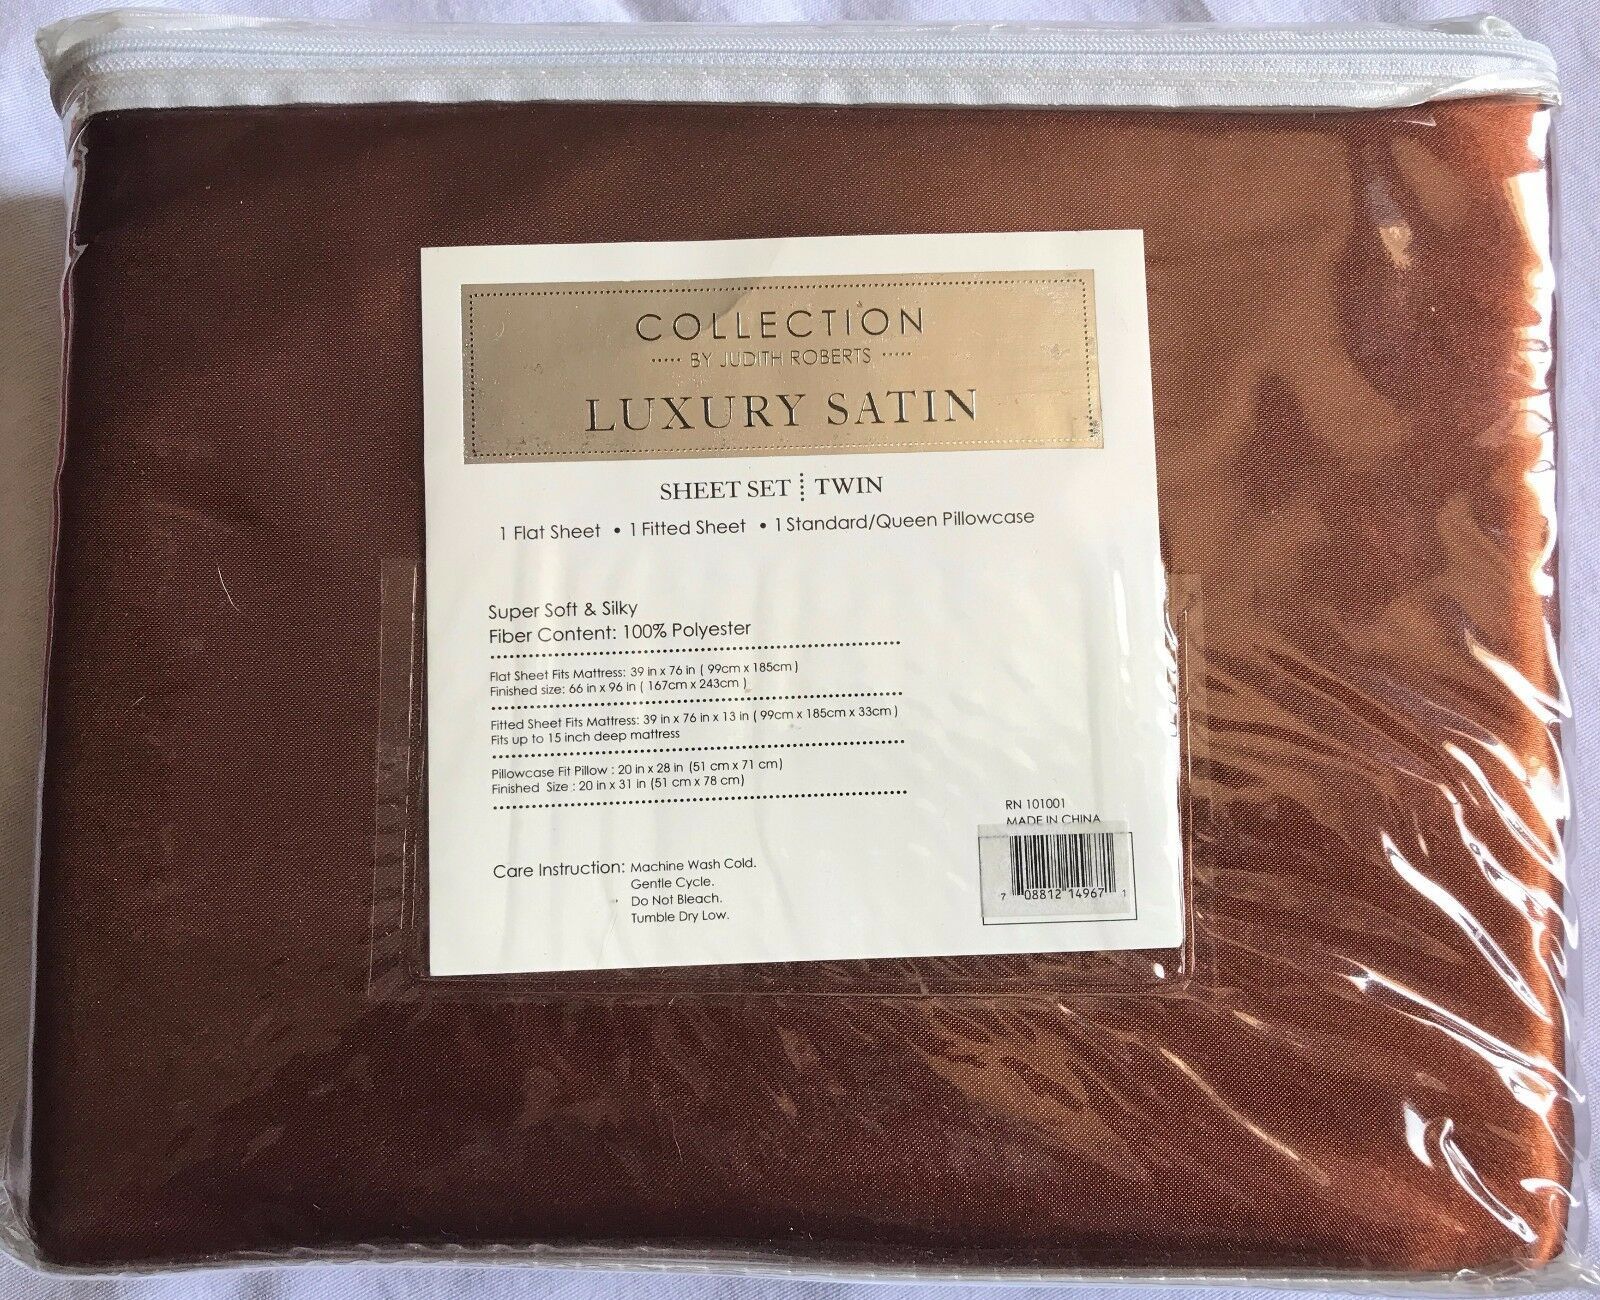 COLLECTION
BY JUDITH ROBERTS
LUXURY SATIN
SHEET SET TWIN
1 Flat Sheet • 1 Fitted Sheet • 1 Standard/Queen Pillowcase
Super Soft & Silky
Fiber Content: 100% Polyester
Flat Sheet Fits Mattress: 39 in x 76 in ( 99cm x 185cm )
Finished size: 66 in x 96 in ( 167cm x 243cm )
Fitted Sheet Fits Mattress: 39 in x 76 in x 13 in ( 99cm x 185cm x 33cm )
Fits up to 15 inch deep mattress
Pillowcase Fit Pillow : 20 in x 28 in (51 cm x 71 cm)
Finished Size : 20 in x 31 in (51 cm x 78 cm)
RN 101001
MADE IN CHINA
7 08812 14967 1
Care Instruction: Machine Wash Cold.
Gentle Cycle.
Do Not Bleach.
Tumble Dry Low.